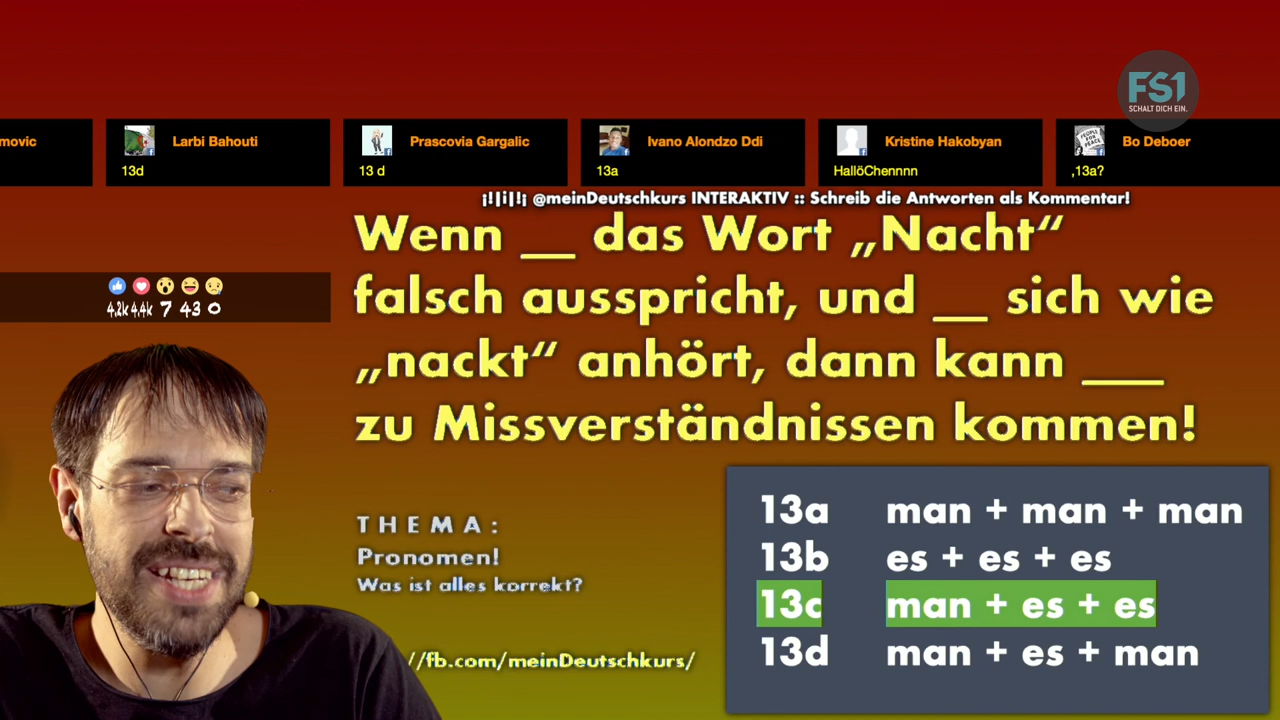 FS1
SCHALT DICH EIN.
movic
Larbi Bahouti
13d
Prascovia Gargalic
13 d
Ivano Alondzo Ddi
13a
Kristine Hakobyan
HallöChennnn
Bo Deboer
,13a?
PEOPLE FOR PEACE
¡!|i|!¡ @meinDeutschkurs INTERAKTIV :: Schreib die Antworten als Kommentar!
Wenn __ das Wort „Nacht“
falsch ausspricht, und __ sich wie
„nackt“ anhört, dann kann ___
zu Missverständnissen kommen!
4,2k 4,4k 7 43 0
THEMA:
Pronomen!
Was ist alles korrekt?
//fb.com/meinDeutschkurs/
13a man + man + man
13b es + es + es
13c man + es + es
13d man + es + man